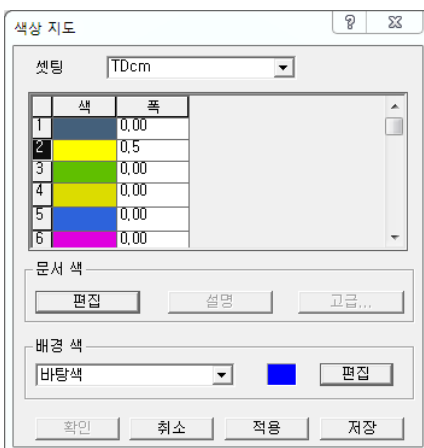 색상 지도
셋팅 TDcm
색 폭
1 0,00
2 0,5
3 0,00
4 0,00
5 0,00
6 0,00
문서 색
편집 설명 고급...
배경 색
바탕색 편집
확인 취소 적용 저장